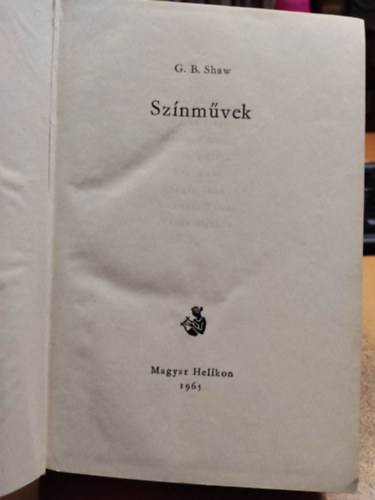 G. B. Shaw
Színművek
Magyar Helikon
1965